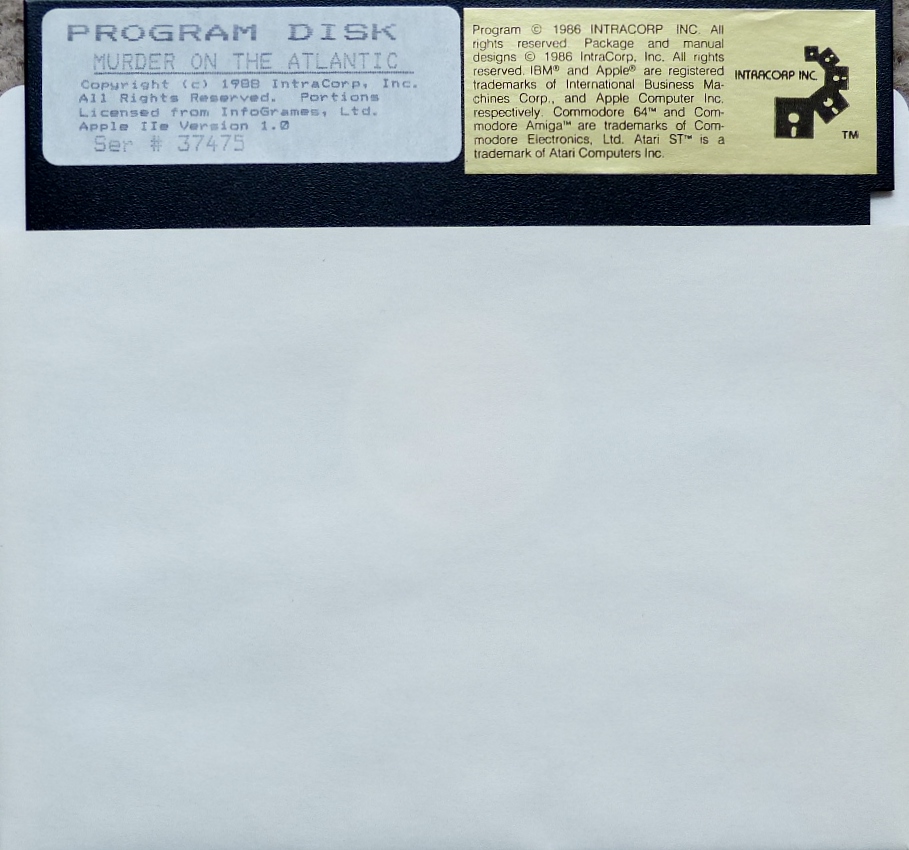 PROGRAM DISK
MURDER ON THE ATLANTIC
Copyright (c) 1988 IntraCorp, Inc.
All Rights Reserved. Portions
Licensed from InfoGrames, Ltd.
Apple IIe Version 1.0
Ser # 37475
Program © 1986 INTRACORP INC. All
rights reserved. Package and manual
designs © 1986 IntraCorp, Inc. All rights
reserved. IBM® and Apple® are registered
trademarks of International Business Ma-
chines Corp., and Apple Computer Inc.
respectively. Commodore 64™ and Com-
modore Amiga™ are trademarks of Com-
modore Electronics, Ltd. Atari ST™ is a
trademark of Atari Computers Inc.
INTRACORP INC.
TM